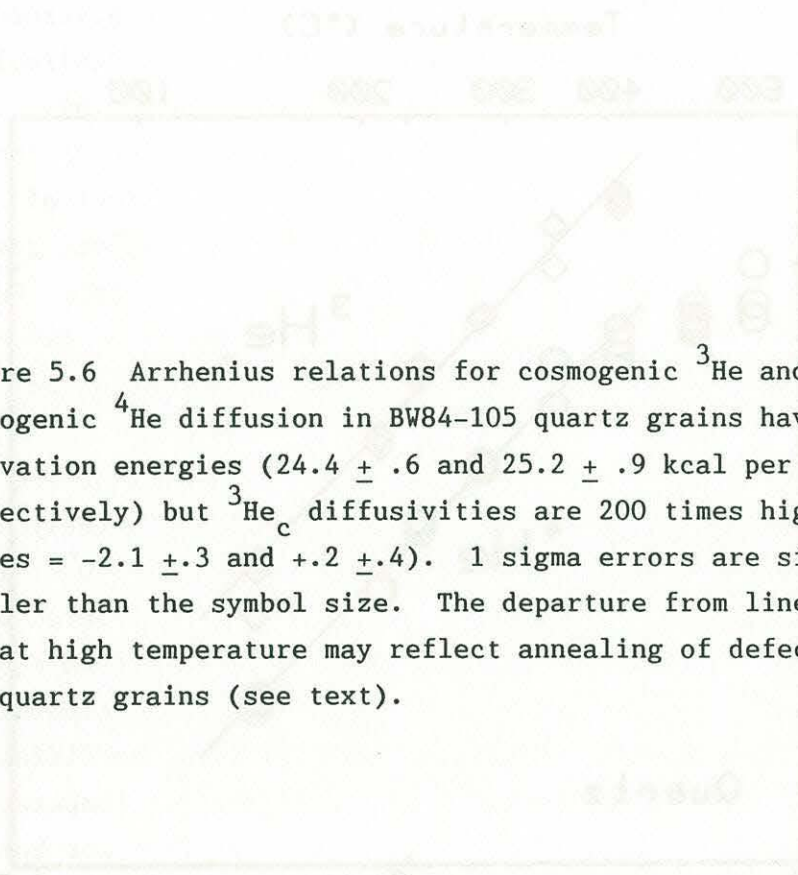 Temperature (°C)
100 200 300 400 500
³He
re 5.6 Arrhenius relations for cosmogenic ³He and
ogenic ⁴He diffusion in BW84-105 quartz grains hav
vation energies (24.4 ± .6 and 25.2 ± .9 kcal per
ectively) but ³He_c diffusivities are 200 times hig
es = -2.1 ±.3 and +.2 ±.4). 1 sigma errors are si
ler than the symbol size. The departure from line
at high temperature may reflect annealing of defec
quartz grains (see text).
Quartz